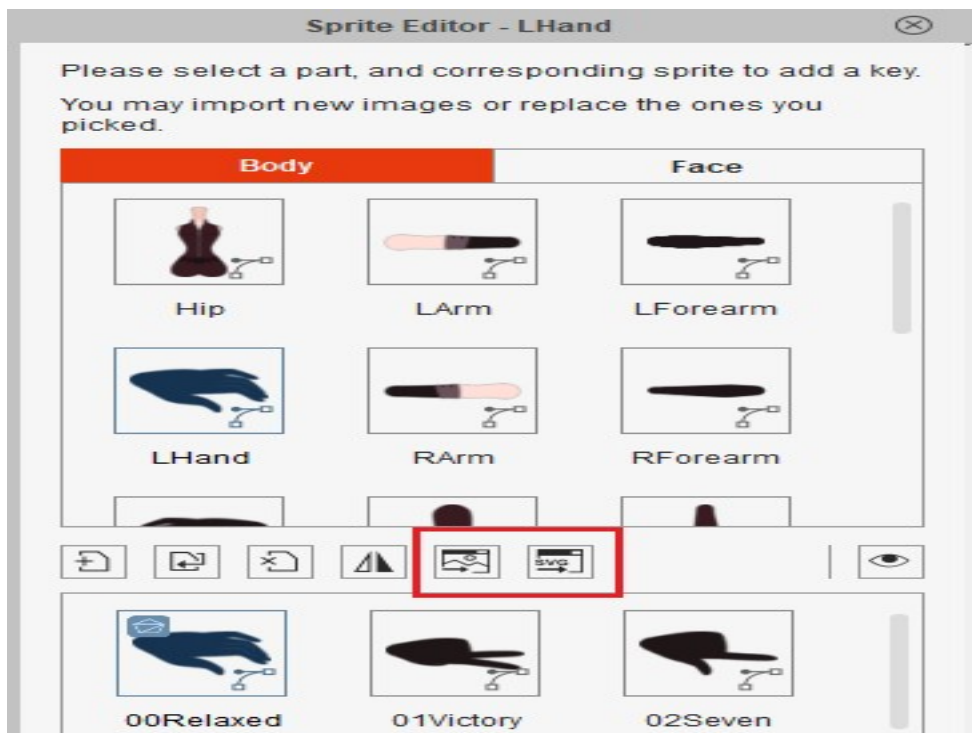 Sprite Editor - LHand
Please select a part, and corresponding sprite to add a key.
You may import new images or replace the ones you
picked.
Body
Face
Hip
LArm
LForearm
LHand
RArm
RForearm
SVG
00Relaxed
01Victory
02Seven